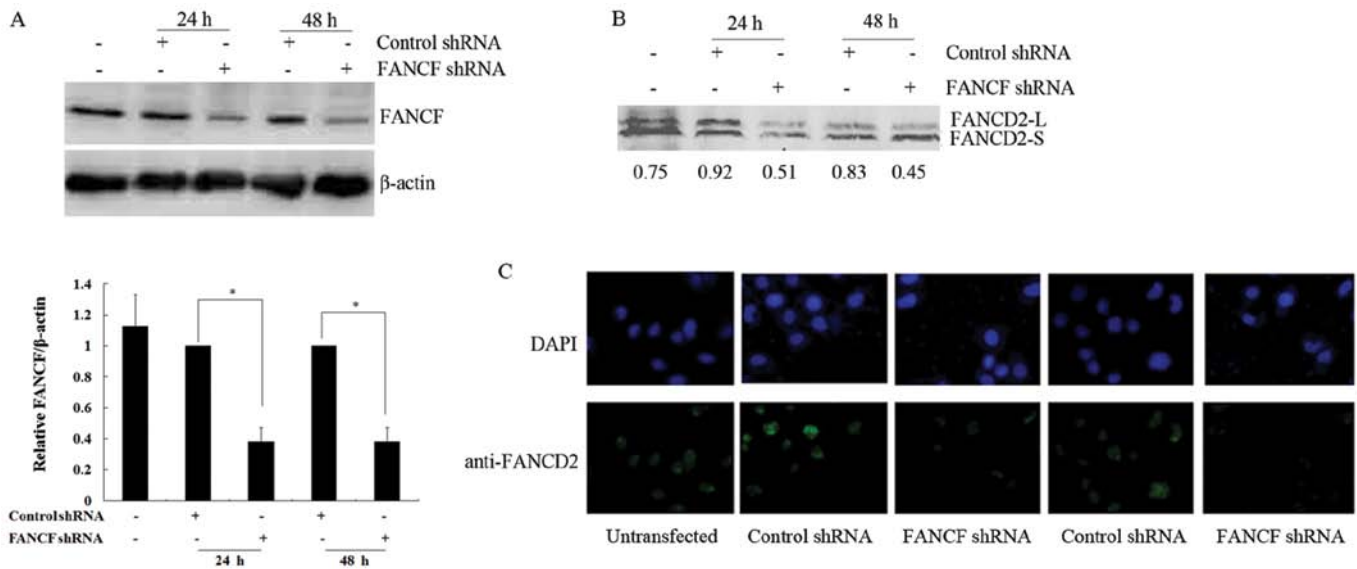 A
24 h 48 h
- + - + - Control shRNA
- - + - + FANCF shRNA
FANCF
β-actin
1.4
1.2
1
0.8
0.6
0.4
0.2
0
Relative FANCF/β-actin
* *
ControlshRNA - + - + -
FANCFshRNA - - + - +
24 h 48 h
B
24 h 48 h
- + - + - Control shRNA
- - + - + FANCF shRNA
FANCD2-L
FANCD2-S
0.75 0.92 0.51 0.83 0.45
C
DAPI
anti-FANCD2
Untransfected Control shRNA FANCF shRNA Control shRNA FANCF shRNA